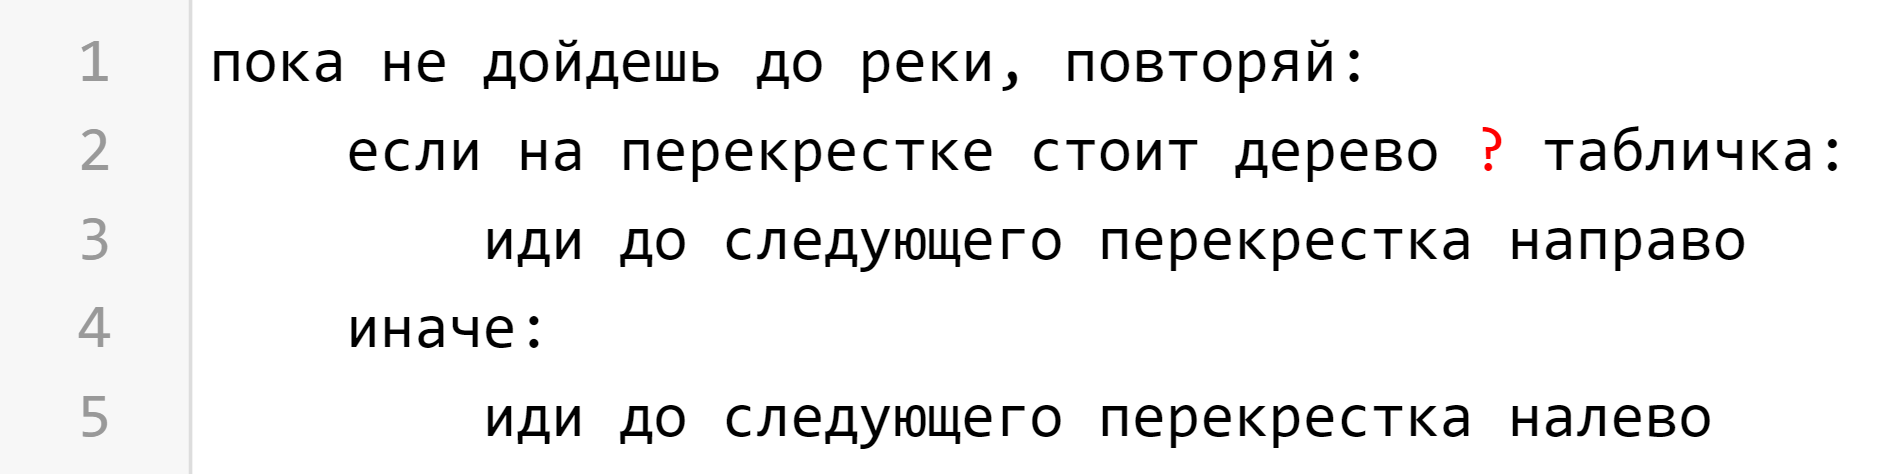 1 пока не дойдешь до реки, повторяй:
2 если на перекрестке стоит дерево ? табличка:
3 иди до следующего перекрестка направо
4 иначе:
5 иди до следующего перекрестка налево